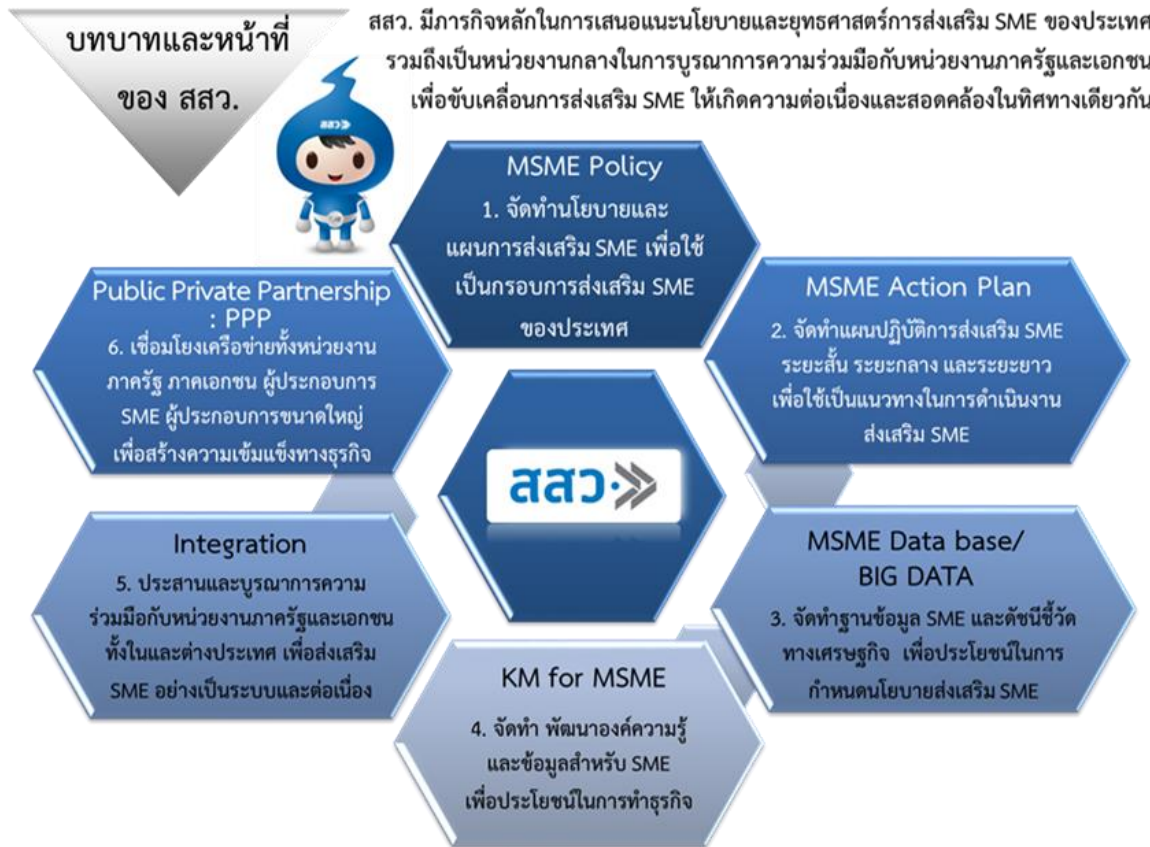 บทบาทและหน้าที่
ของ สสว.
สสว. มีภารกิจหลักในการเสนอแนะนโยบายและยุทธศาสตร์การส่งเสริม SME ของประเทศ
รวมถึงเป็นหน่วยงานกลางในการบูรณาการความร่วมมือกับหน่วยงานภาครัฐและเอกชน
เพื่อขับเคลื่อนการส่งเสริม SME ให้เกิดความต่อเนื่องและสอดคล้องในทิศทางเดียวกัน
สสว
MSME Policy
1. จัดทำนโยบายและ
แผนการส่งเสริม SME เพื่อใช้
เป็นกรอบการส่งเสริม SME
ของประเทศ
MSME Action Plan
2. จัดทำแผนปฏิบัติการส่งเสริม SME
ระยะสั้น ระยะกลาง และระยะยาว
เพื่อใช้เป็นแนวทางในการดำเนินงาน
ส่งเสริม SME
MSME Data base/
BIG DATA
3. จัดทำฐานข้อมูล SME และดัชนีชี้วัด
ทางเศรษฐกิจ เพื่อประโยชน์ในการ
กำหนดนโยบายส่งเสริม SME
KM for MSME
4. จัดทำ พัฒนาองค์ความรู้
และข้อมูลสำหรับ SME
เพื่อประโยชน์ในการทำธุรกิจ
Integration
5. ประสานและบูรณาการความ
ร่วมมือกับหน่วยงานภาครัฐและเอกชน
ทั้งในและต่างประเทศ เพื่อส่งเสริม
SME อย่างเป็นระบบและต่อเนื่อง
Public Private Partnership
: PPP
6. เชื่อมโยงเครือข่ายทั้งหน่วยงาน
ภาครัฐ ภาคเอกชน ผู้ประกอบการ
SME ผู้ประกอบการขนาดใหญ่
เพื่อสร้างความเข้มแข็งทางธุรกิจ
สสว.